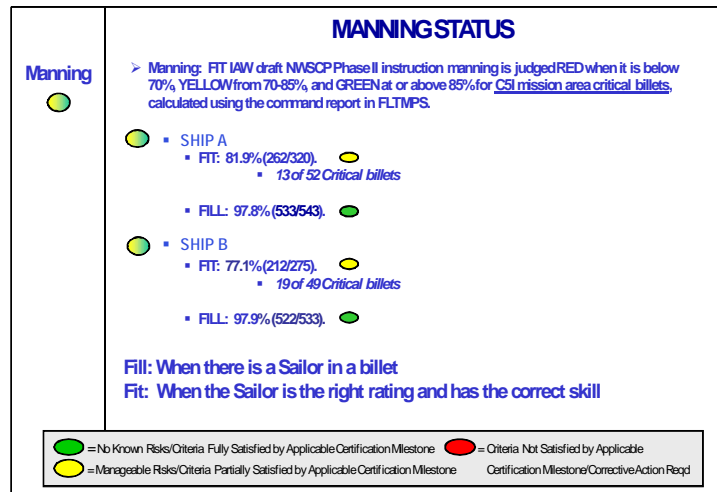 MANNING STATUS
Manning
➢ Manning: FIT IAW draft NWSCP Phase II instruction manning is judged RED when it is below
70%, YELLOW from 70-85%, and GREEN at or above 85% for C5I mission area critical billets,
calculated using the command report in FLTMPS.
▪ SHIP A
▪ FIT: 81.9% (262/320).
▪ 13 of 52 Critical billets
▪ FILL: 97.8% (533/543).
▪ SHIP B
▪ FIT: 77.1% (212/275).
▪ 19 of 49 Critical billets
▪ FILL: 97.9% (522/533).
Fill: When there is a Sailor in a billet
Fit: When the Sailor is the right rating and has the correct skill
= No Known Risks/Criteria Fully Satisfied by Applicable Certification Milestone = Criteria Not Satisfied by Applicable
= Manageable Risks/Criteria Partially Satisfied by Applicable Certification Milestone Certification Milestone/Corrective Action Reqd